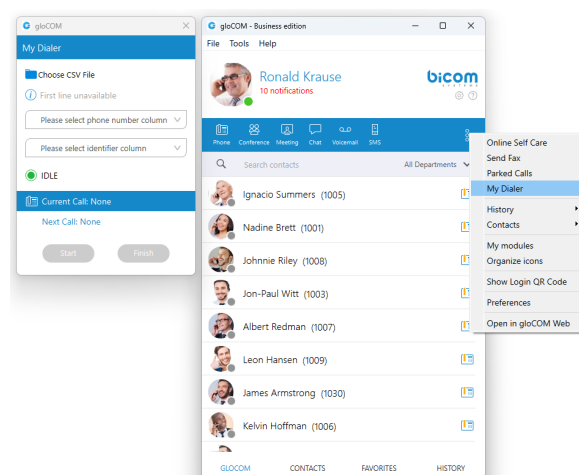 gloCOM
My Dialer
Choose CSV File
First line unavailable
Please select phone number column
Please select identifier column
IDLE
Current Call: None
Next Call: None
Start
Finish
gloCOM - Business edition
File Tools Help
Ronald Krause
10 notifications
bicom
SYSTEMS
Phone
Conference
Meeting
Chat
Voicemail
SMS
Search contacts
All Departments
Ignacio Summers (1005)
Nadine Brett (1001)
Johnnie Riley (1008)
Jon-Paul Witt (1003)
Albert Redman (1007)
Leon Hansen (1009)
James Armstrong (1030)
Kelvin Hoffman (1006)
GLOCOM
CONTACTS
FAVORITES
HISTORY
Online Self Care
Send Fax
Parked Calls
My Dialer
History
Contacts
My modules
Organize icons
Show Login QR Code
Preferences
Open in gloCOM Web